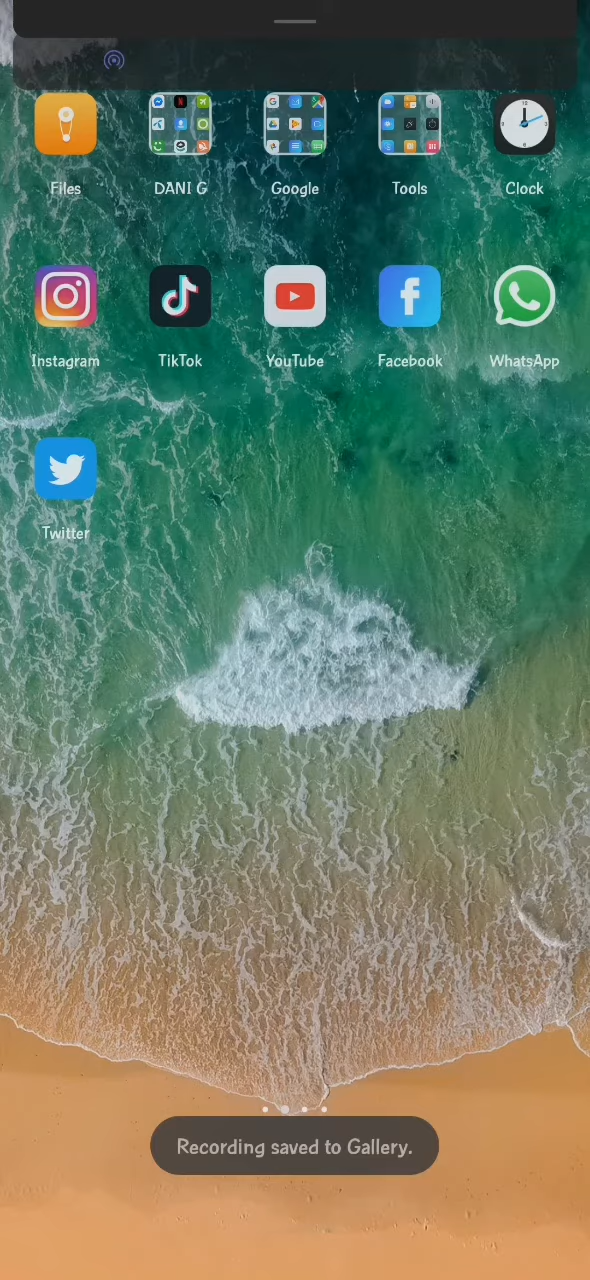 Files
DANI G
Google
Tools
Clock
Instagram
TikTok
YouTube
Facebook
WhatsApp
Twitter
Recording saved to Gallery.